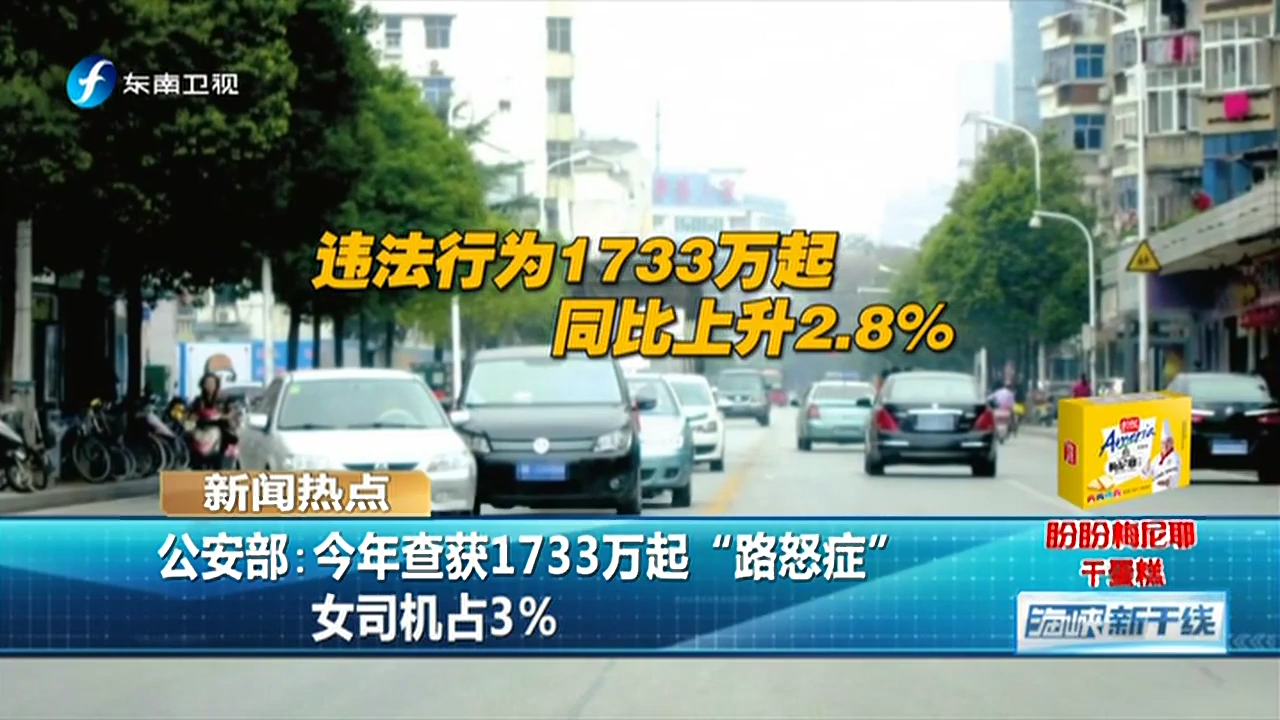 东南卫视
违法行为1733万起
同比上升2.8%
新闻热点
公安部:今年查获1733万起“路怒症”
女司机占3%
盼盼梅尼耶
干蛋糕
海峡新干线